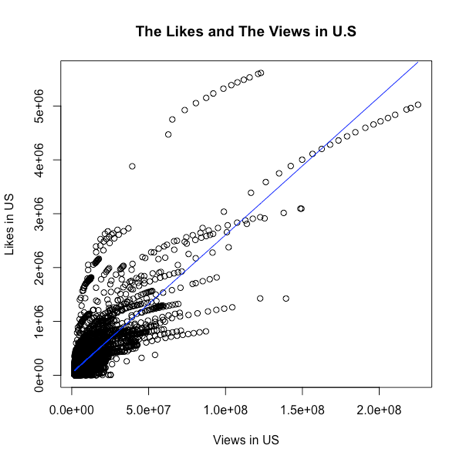 The Likes and The Views in U.S
Likes in US
5e+06
4e+06
3e+06
2e+06
1e+06
0e+00
0.0e+00 5.0e+07 1.0e+08 1.5e+08 2.0e+08
Views in US